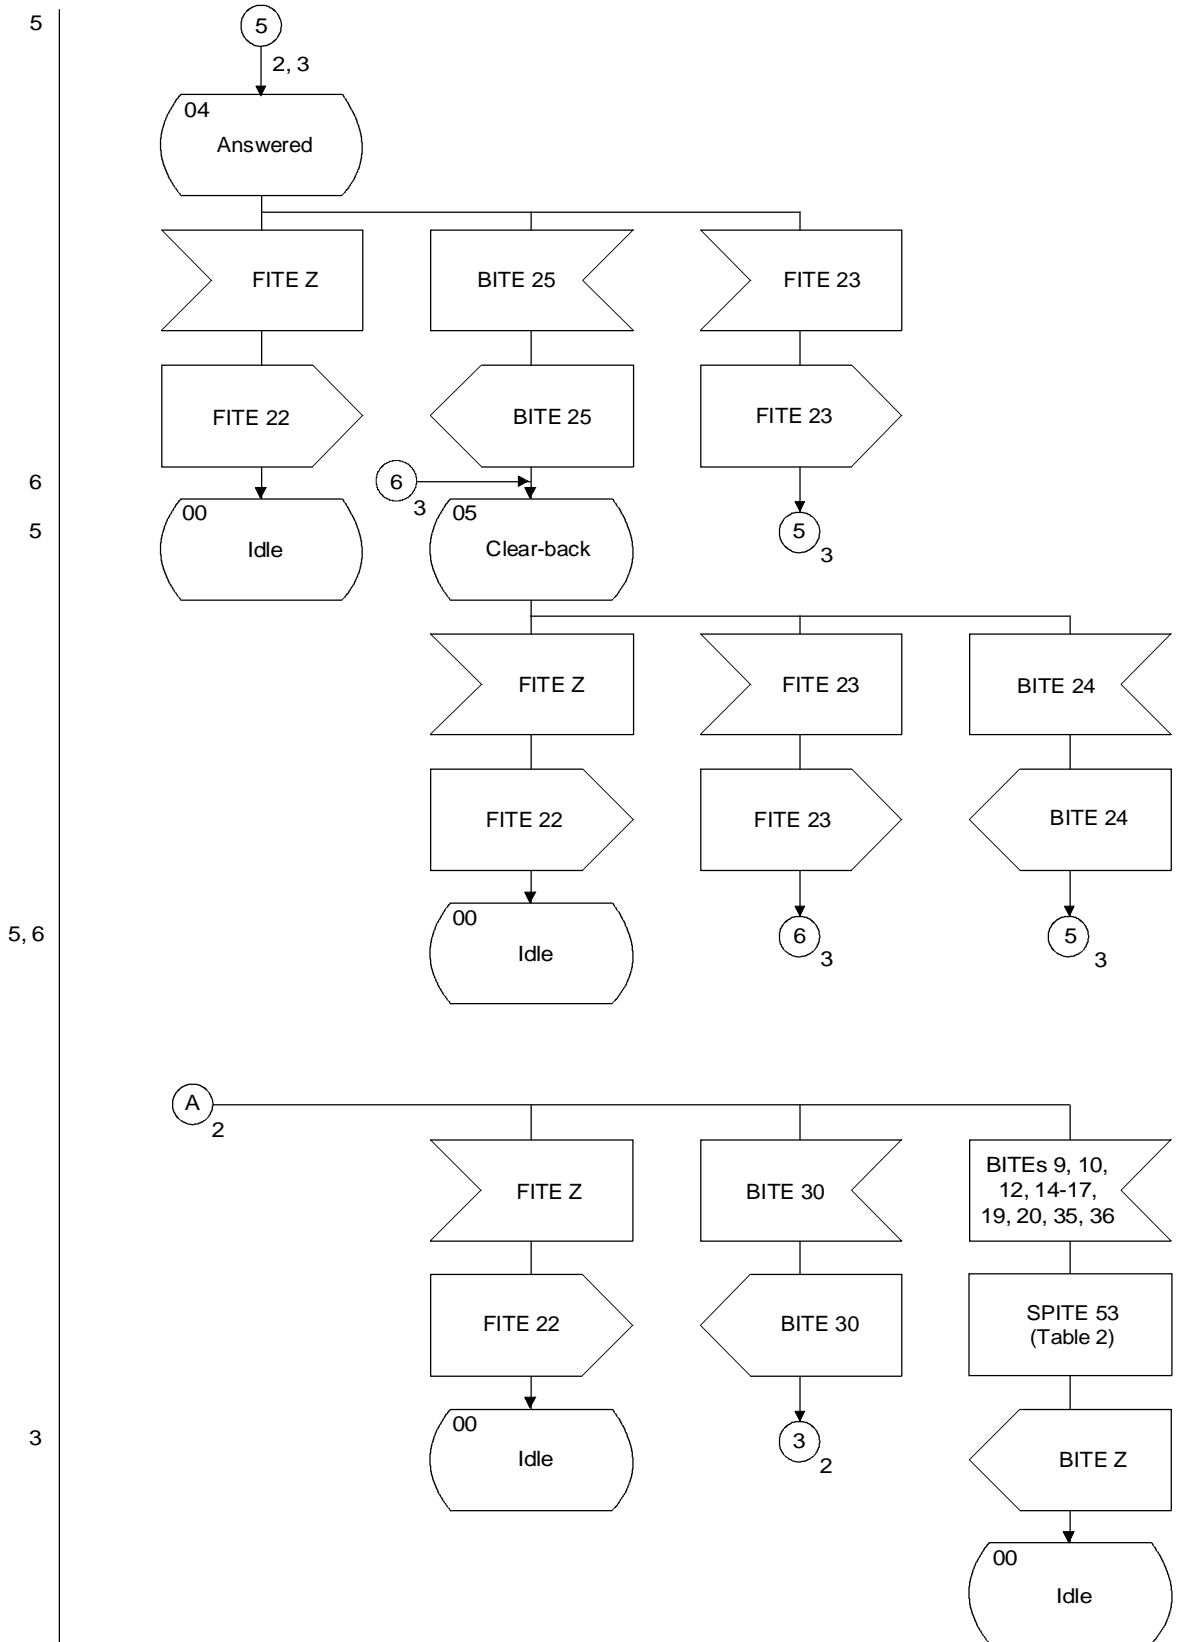 5
5
2, 3
04
Answered
FITE Z
BITE 25
FITE 23
FITE 22
BITE 25
FITE 23
6
6
3
5
00
Idle
05
Clear-back
5
3
FITE Z
FITE 23
BITE 24
FITE 22
FITE 23
BITE 24
5, 6
00
Idle
6
3
5
3
A
2
FITE Z
BITE 30
BITEs 9, 10,
12, 14-17,
19, 20, 35, 36
FITE 22
BITE 30
SPITE 53
(Table 2)
3
00
Idle
3
2
BITE Z
00
Idle